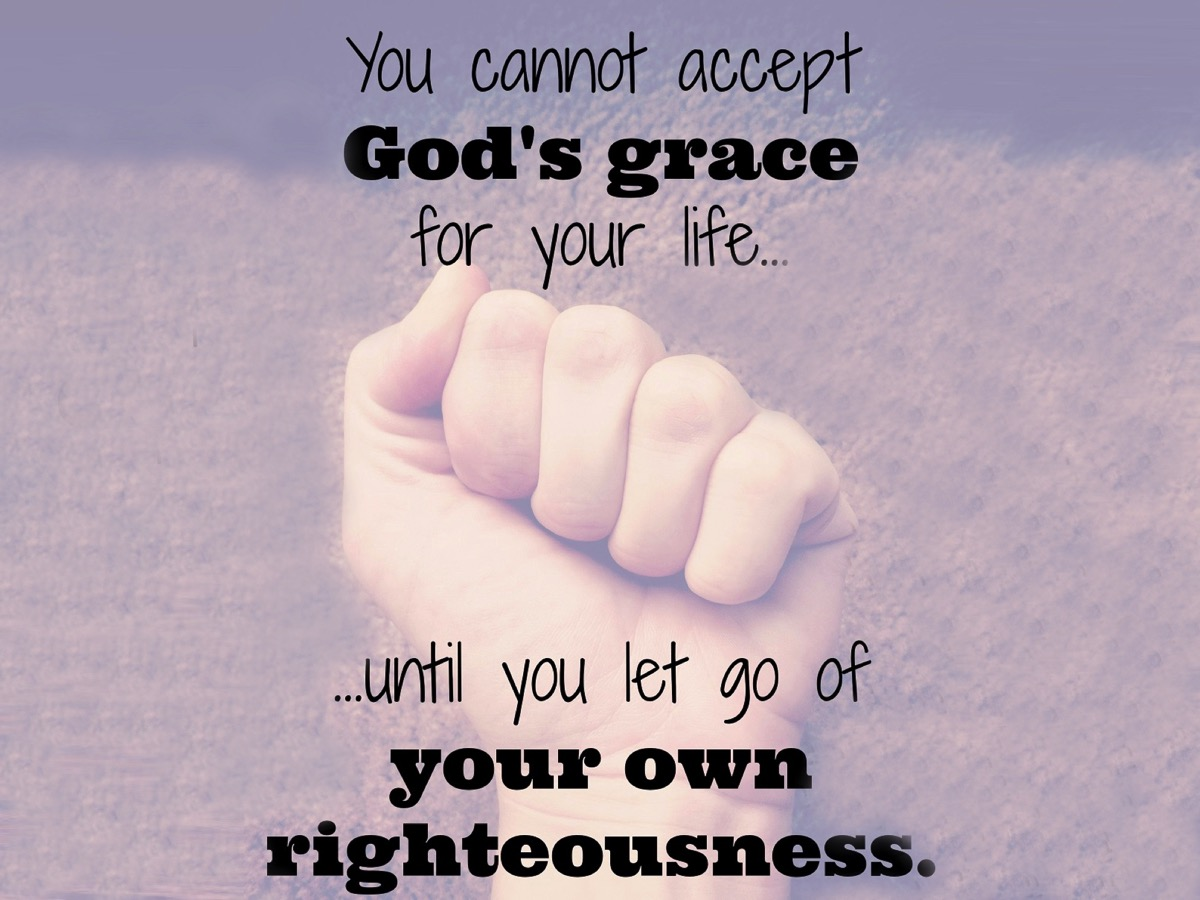 You cannot accept
God's grace
for your life...
...until you let go of
your own
righteousness.